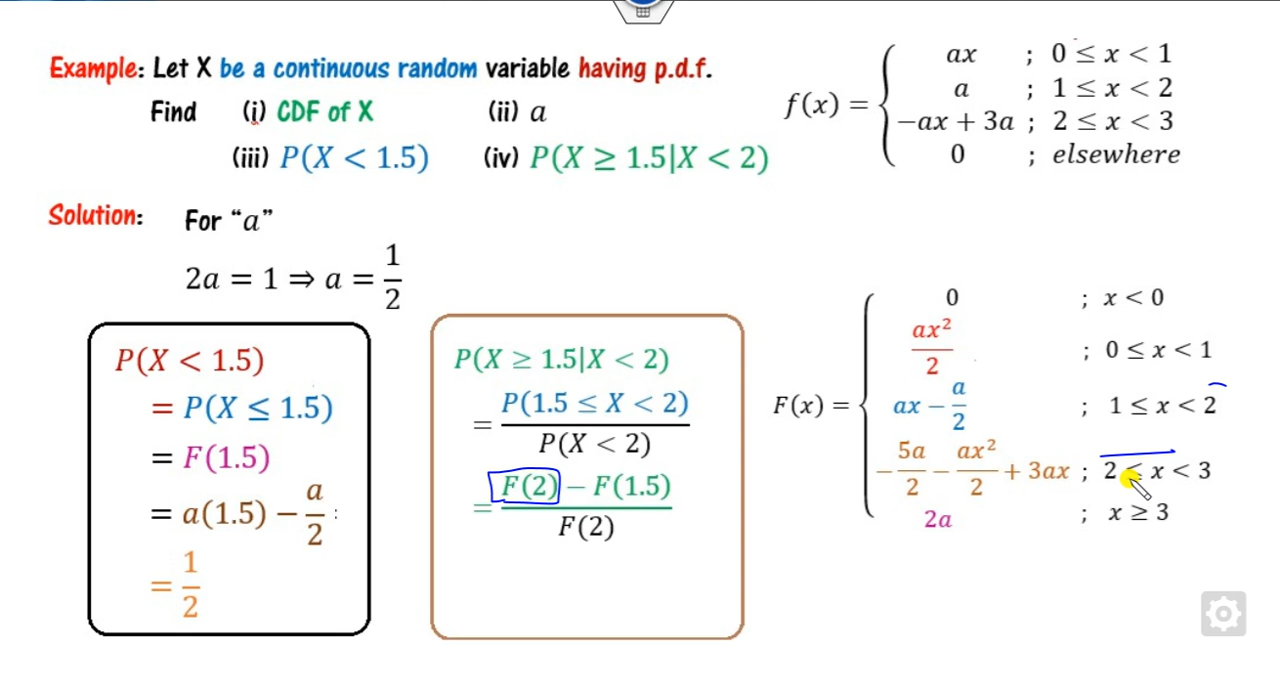 Example: Let X be a continuous random variable having p.d.f.
Find (i) CDF of X (ii) a
(iii) P(X < 1.5) (iv) P(X ≥ 1.5|X < 2)
f(x) = { ax ; 0 ≤ x < 1
a ; 1 ≤ x < 2
−ax + 3a ; 2 ≤ x < 3
0 ; elsewhere
Solution: For “a”
2a = 1 ⇒ a = 1/2
P(X < 1.5)
= P(X ≤ 1.5)
= F(1.5)
= a(1.5) − a/2 :
= 1/2
P(X ≥ 1.5|X < 2)
= P(1.5 ≤ X < 2) / P(X < 2)
= F(2) − F(1.5) / F(2)
F(x) = { 0 ; x < 0
ax²/2 ; 0 ≤ x < 1
ax − a/2 ; 1 ≤ x < 2
−5a/2 − ax²/2 + 3ax ; 2 ≤ x < 3
2a ; x ≥ 3